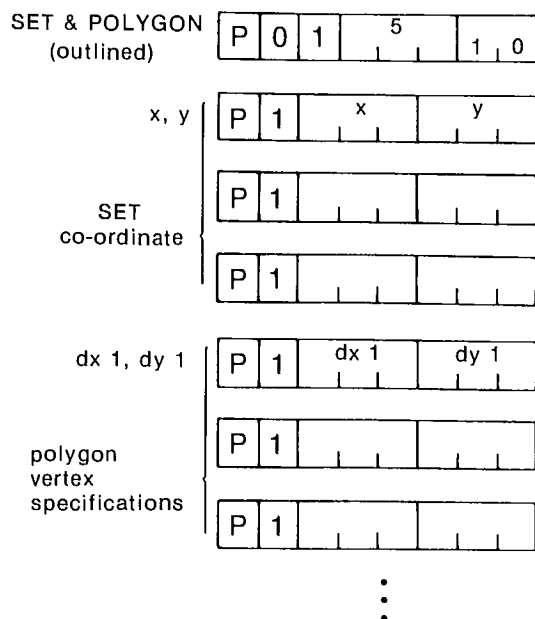 SET & POLYGON
(outlined)
P 0 1 5 1 0
x, y
P 1 x y
SET
co-ordinate
P 1
P 1
dx 1, dy 1
P 1 dx 1 dy 1
polygon
vertex
specifications
P 1
P 1